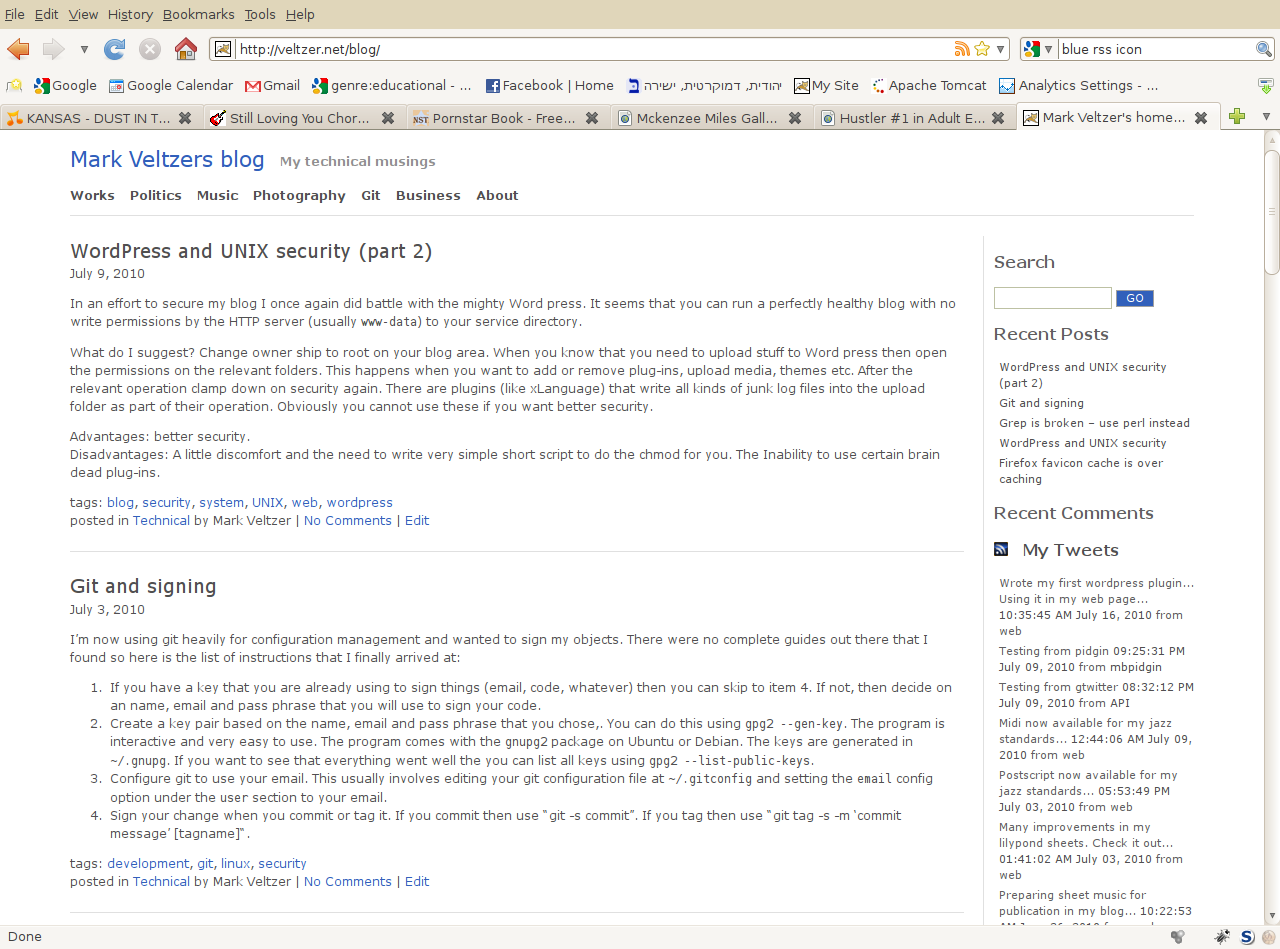 File Edit View History Bookmarks Tools Help
http://veltzer.net/blog/
blue rss icon
Google Google Calendar Gmail genre:educational - ... Facebook | Home יהודית, דמוקרטית, ישירה My Site Apache Tomcat Analytics Settings - ...
KANSAS - DUST IN T... Still Loving You Chor... Pornstar Book - Free... Mckenzee Miles Gall... Hustler #1 in Adult E... Mark Veltzer's home...
Mark Veltzers blog My technical musings
Works Politics Music Photography Git Business About
WordPress and UNIX security (part 2)
July 9, 2010
In an effort to secure my blog I once again did battle with the mighty Word press. It seems that you can run a perfectly healthy blog with no
write permissions by the HTTP server (usually www-data) to your service directory.
What do I suggest? Change owner ship to root on your blog area. When you know that you need to upload stuff to Word press then open
the permissions on the relevant folders. This happens when you want to add or remove plug-ins, upload media, themes etc. After the
relevant operation clamp down on security again. There are plugins (like xLanguage) that write all kinds of junk log files into the upload
folder as part of their operation. Obviously you cannot use these if you want better security.
Advantages: better security.
Disadvantages: A little discomfort and the need to write very simple short script to do the chmod for you. The Inability to use certain brain
dead plug-ins.
tags: blog, security, system, UNIX, web, wordpress
posted in Technical by Mark Veltzer | No Comments | Edit
Git and signing
July 3, 2010
I'm now using git heavily for configuration management and wanted to sign my objects. There were no complete guides out there that I
found so here is the list of instructions that I finally arrived at:
1. If you have a key that you are already using to sign things (email, code, whatever) then you can skip to item 4. If not, then decide on
an name, email and pass phrase that you will use to sign your code.
2. Create a key pair based on the name, email and pass phrase that you chose,. You can do this using gpg2 --gen-key. The program is
interactive and very easy to use. The program comes with the gnupg2 package on Ubuntu or Debian. The keys are generated in
~/.gnupg. If you want to see that everything went well the you can list all keys using gpg2 --list-public-keys.
3. Configure git to use your email. This usually involves editing your git configuration file at ~/.gitconfig and setting the email config
option under the user section to your email.
4. Sign your change when you commit or tag it. If you commit then use “git -s commit”. If you tag then use “git tag -s -m ‘commit
message’ [tagname]“.
tags: development, git, linux, security
posted in Technical by Mark Veltzer | No Comments | Edit
Search
GO
Recent Posts
WordPress and UNIX security
(part 2)
Git and signing
Grep is broken – use perl instead
WordPress and UNIX security
Firefox favicon cache is over
caching
Recent Comments
My Tweets
Wrote my first wordpress plugin...
Using it in my web page...
10:35:45 AM July 16, 2010 from
web
Testing from pidgin 09:25:31 PM
July 09, 2010 from mbpidgin
Testing from gtwitter 08:32:12 PM
July 09, 2010 from API
Midi now available for my jazz
standards... 12:44:06 AM July 09,
2010 from web
Postscript now available for my
jazz standards... 05:53:49 PM
July 03, 2010 from web
Many improvements in my
lilypond sheets. Check it out...
01:41:02 AM July 03, 2010 from
web
Preparing sheet music for
publication in my blog... 10:22:53
Done